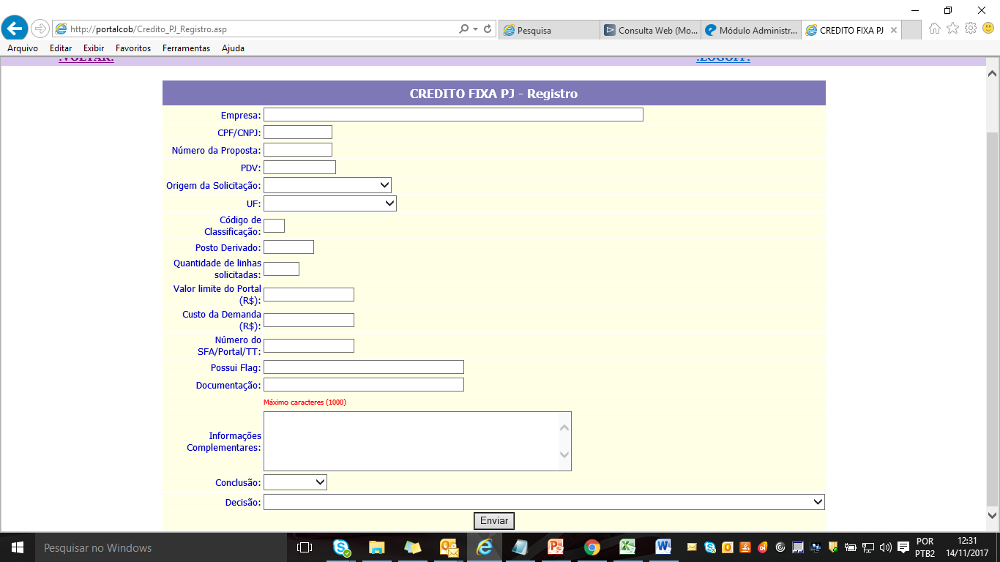 http://portalcob/Credito_PJ_Registro.asp
Pesquisa
Consulta Web (Mo...
Módulo Administr...
CREDITO FIXA PJ
Arquivo Editar Exibir Favoritos Ferramentas Ajuda
.:VOLTAR:. .:LOGOFF:.
CREDITO FIXA PJ - Registro
Empresa:
CPF/CNPJ:
Número da Proposta:
PDV:
Origem da Solicitação:
UF:
Código de
Classificação:
Posto Derivado:
Quantidade de linhas
solicitadas:
Valor limite do Portal
(R$):
Custo da Demanda
(R$):
Número do
SFA/Portal/TT:
Possui Flag:
Documentação:
Máximo caracteres (1000)
Informações
Complementares:
Conclusão:
Decisão:
Enviar
Pesquisar no Windows
POR
PTB2
12:31
14/11/2017